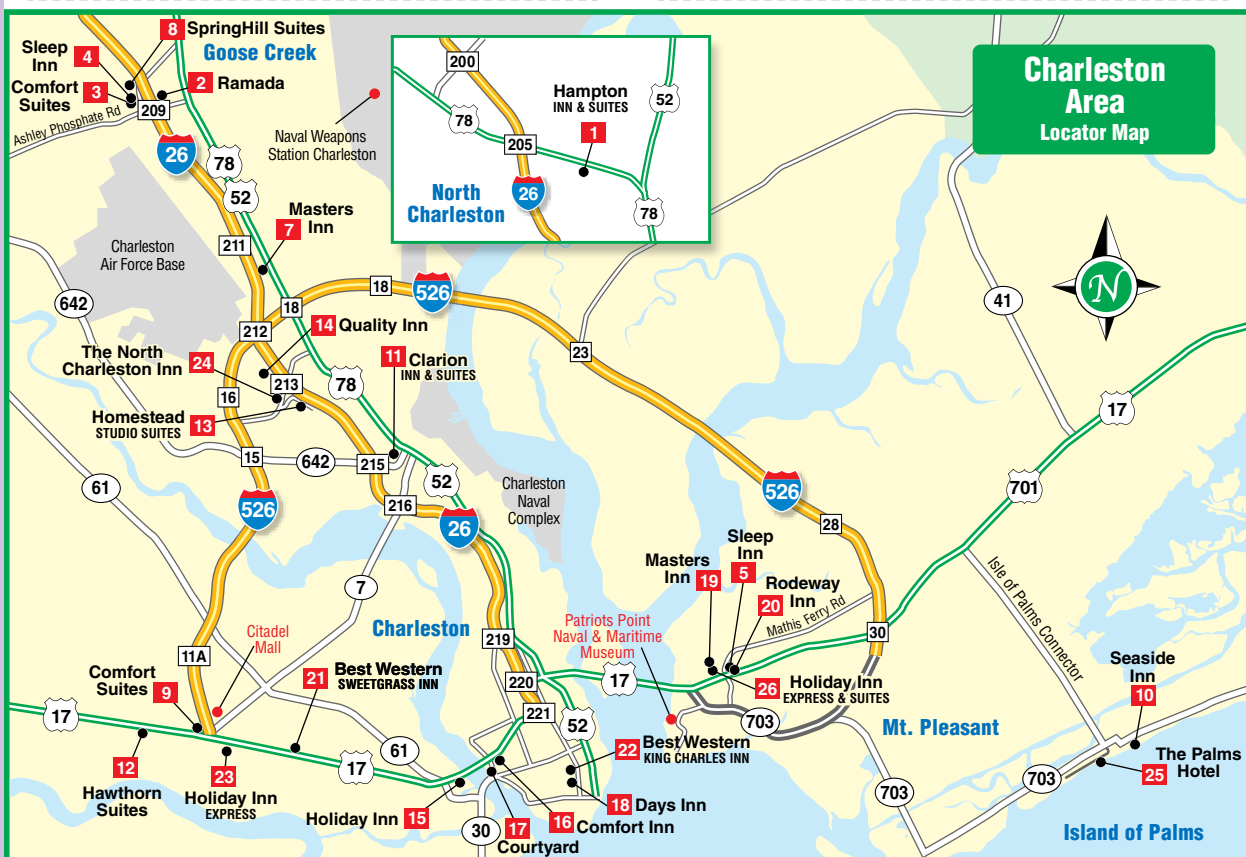 Charleston
Area
Locator Map
8 SpringHill Suites
Goose Creek
Sleep
Inn
4
Comfort
Suites
3
2 Ramada
209
Ashley Phosphate Rd
26
78
52
Naval Weapons
Station Charleston
200
78
205
Hampton
INN & SUITES
1
52
North
Charleston
26
78
Masters
Inn
7
211
Charleston
Air Force Base
642
18
526
18
212
14 Quality Inn
The North
Charleston Inn
24
213
11 Clarion
INN & SUITES
78
16
Homestead
STUDIO SUITES
13
23
41
N
17
15
642
215
61
52
701
526
216
26
Charleston
Naval
Complex
526
28
Sleep
Inn
5
Masters
Inn
19
Rodeway
Inn
20
Mathis Ferry Rd
Isle of Palms Connector
7
Patriots Point
Naval & Maritime
Museum
Citadel
Mall
Charleston
219
30
11A
Comfort
Suites
9
21
Best Western
SWEETGRASS INN
220
17
26
Holiday Inn
EXPRESS & SUITES
Seaside
Inn
10
17
221
52
703
Mt. Pleasant
61
22
Best Western
KING CHARLES INN
12
Hawthorn
Suites
23
Holiday Inn
EXPRESS
17
The Palms
Hotel
25
703
703
Holiday Inn 15
18 Days Inn
30
17
Courtyard
16
Comfort Inn
Island of Palms